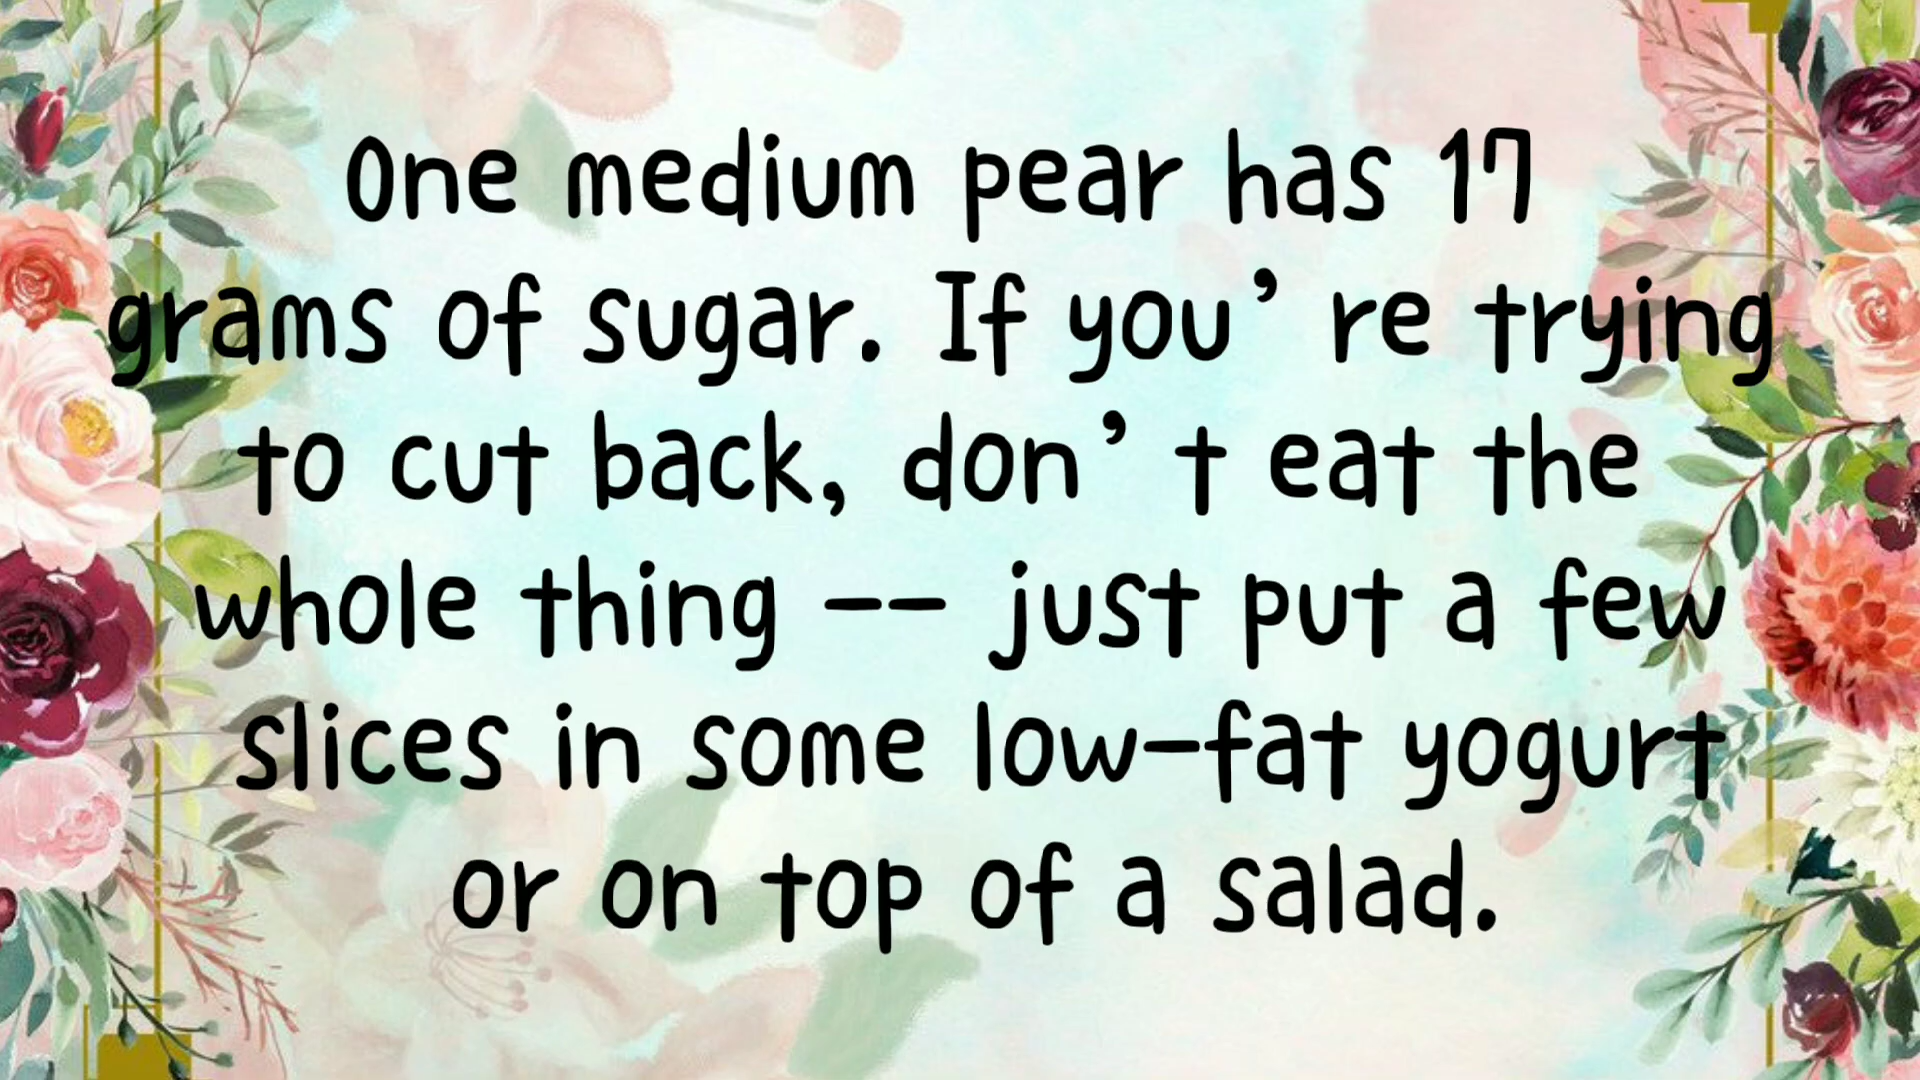 One medium pear has 17
grams of sugar. If you’re trying
to cut back, don’t eat the
whole thing -- just put a few
slices in some low-fat yogurt
or on top of a salad.